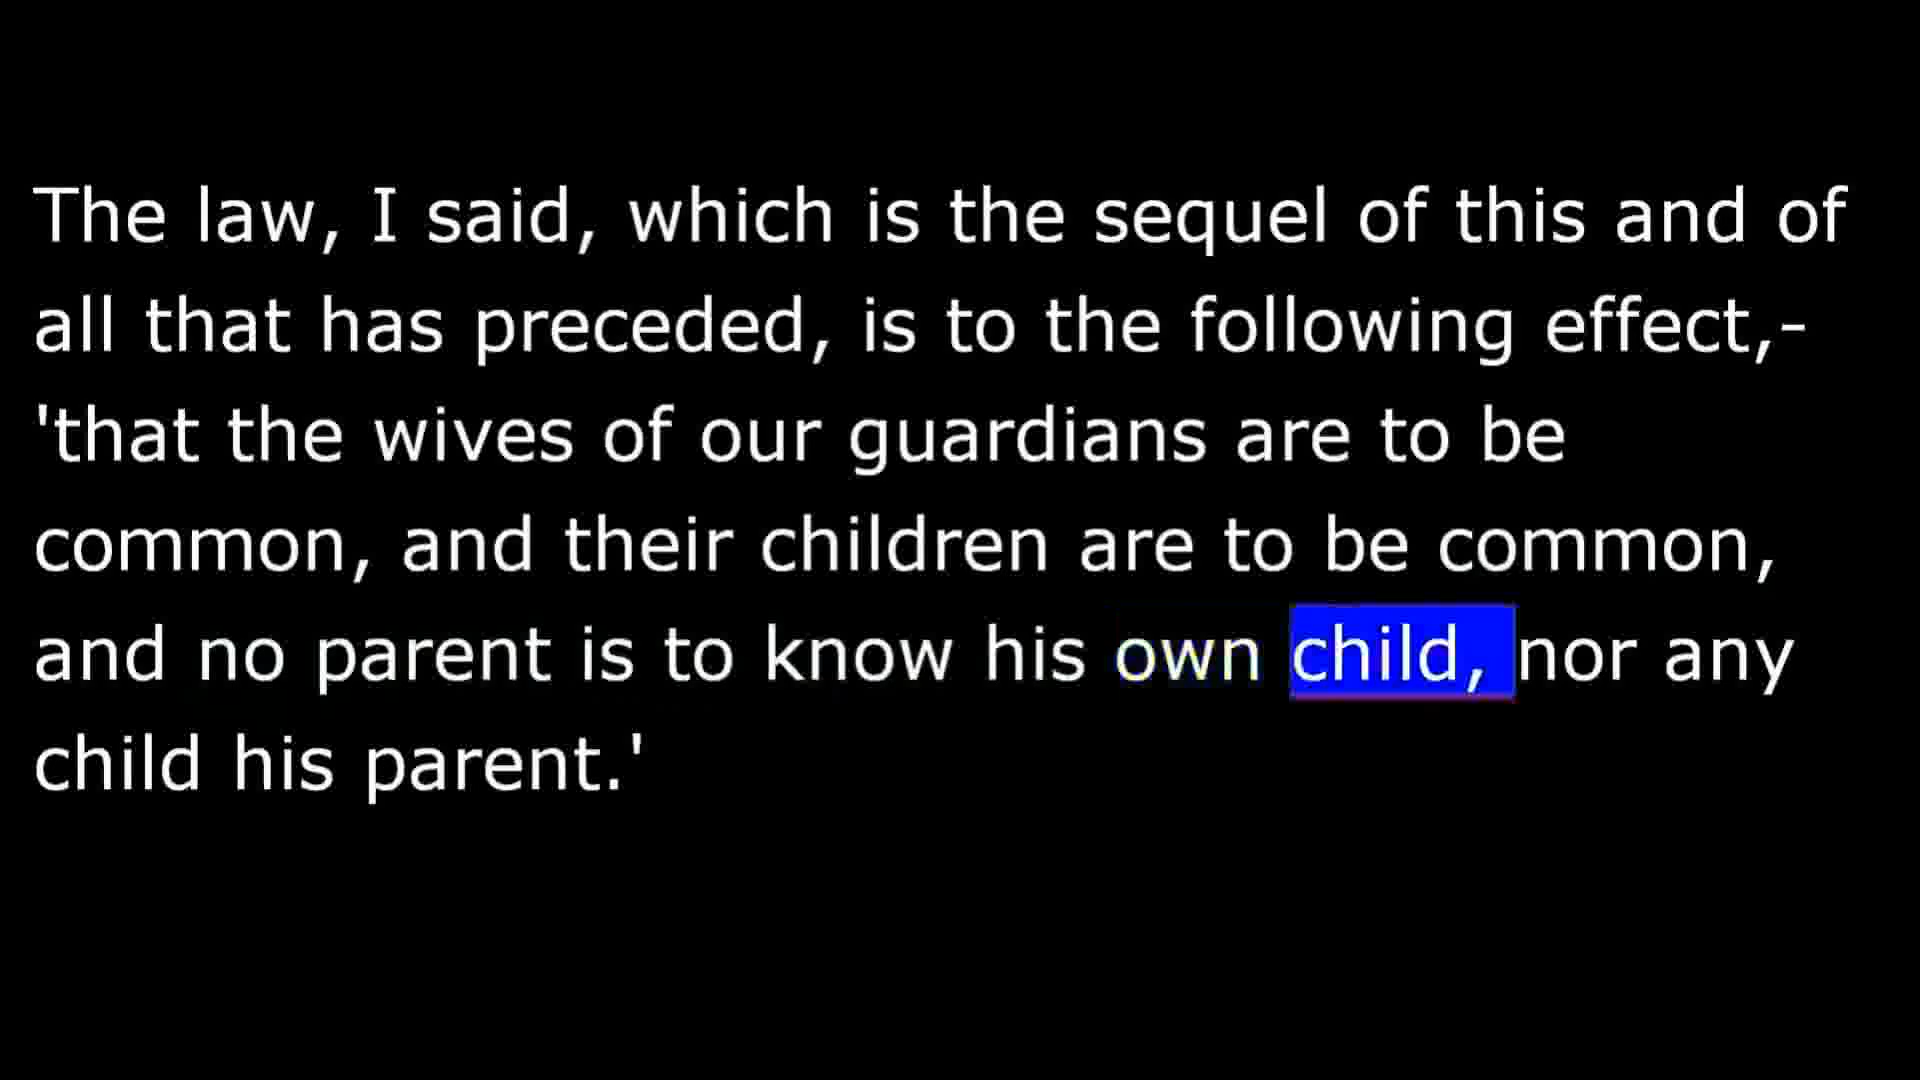 The law, I said, which is the sequel of this and of
all that has preceded, is to the following effect,-
'that the wives of our guardians are to be
common, and their children are to be common,
and no parent is to know his own child, nor any
child his parent.'